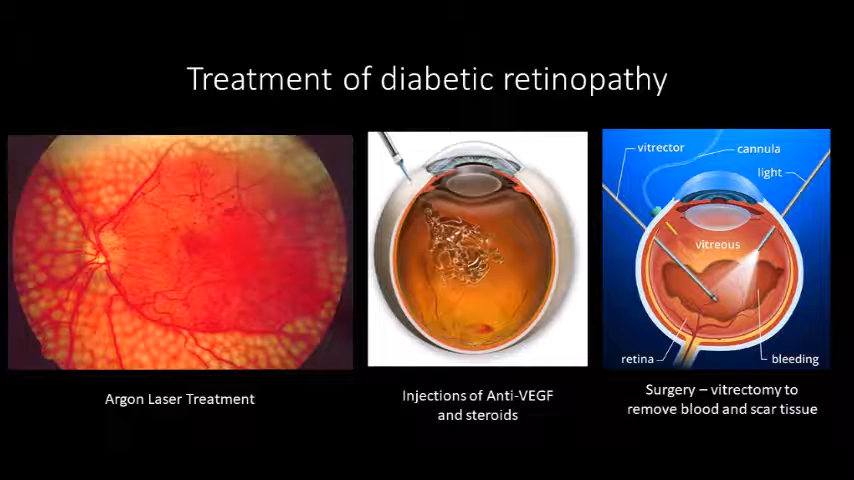 Treatment of diabetic retinopathy
vitrector
cannula
light
vitreous
retina
bleeding
Argon Laser Treatment
Injections of Anti-VEGF
and steroids
Surgery – vitrectomy to
remove blood and scar tissue